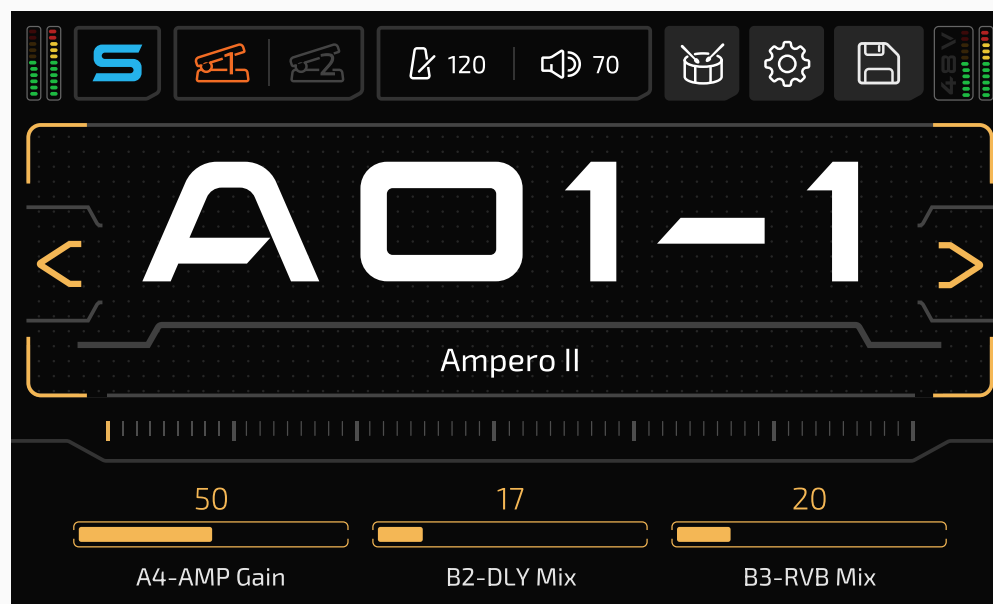 S 1 2 120 70 48V
A01-1
Ampero II
50 17 20
A4-AMP Gain B2-DLY Mix B3-RVB Mix